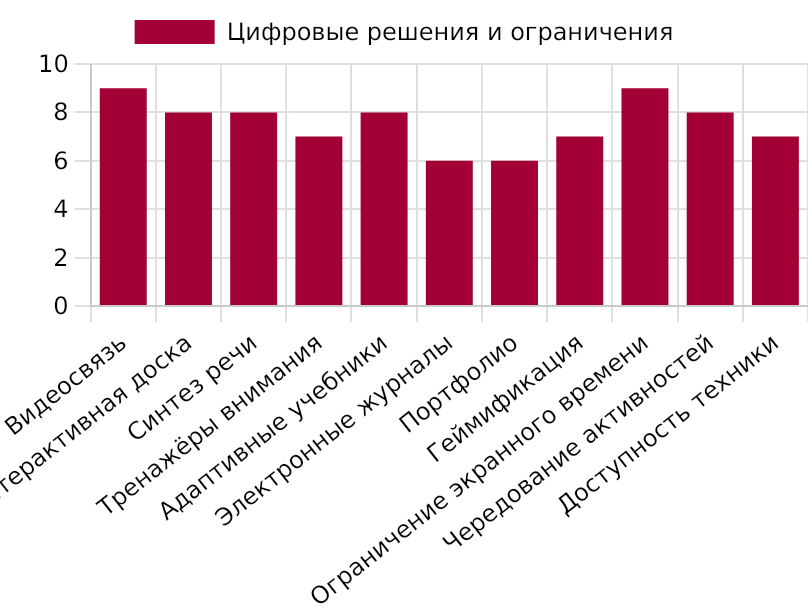 Цифровые решения и ограничения
10
8
6
4
2
0
Видеосвязь
доска
Синтез речи
Тренажёры внимания
Адаптивные учебники
Электронные журналы
Портфолио
Геймификация
Ограничение экранного времени
Чередование активностей
Доступность техники